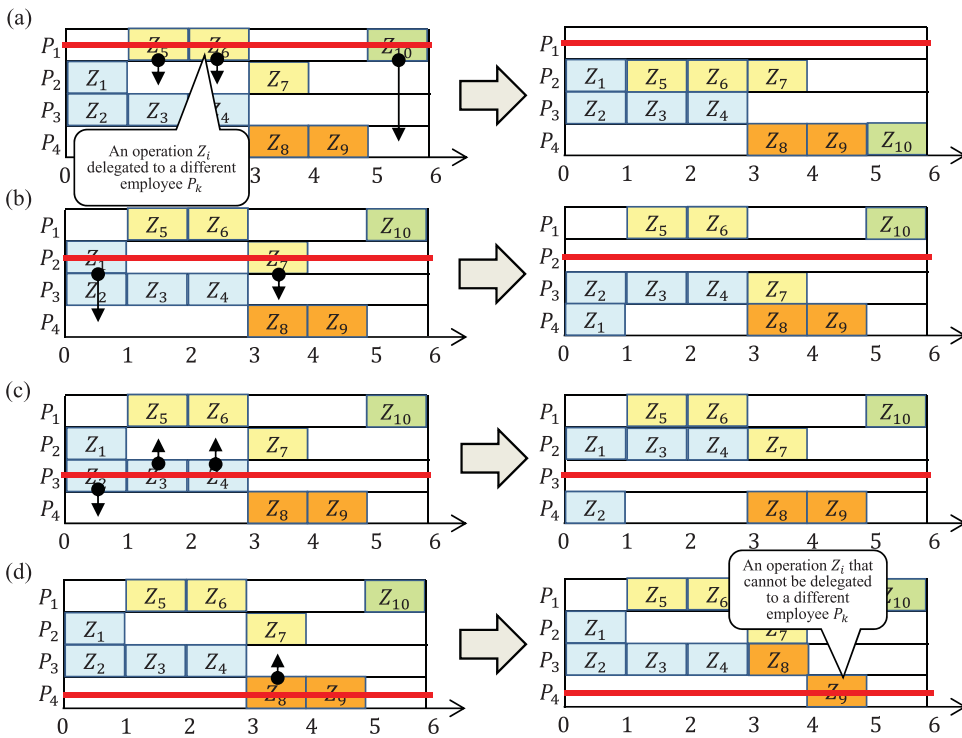 (a)
P1 Z5 Z6 Z10
P2 Z1 Z7
P3 Z2 Z3 Z4
P4 Z8 Z9
0 1 2 3 4 5 6
An operation Zi
delegated to a different
employee Pk
P1
P2 Z1 Z5 Z6 Z7
P3 Z2 Z3 Z4
P4 Z8 Z9 Z10
0 1 2 3 4 5 6
(b)
P1 Z5 Z6 Z10
P2 Z1 Z7
P3 Z2 Z3 Z4
P4 Z8 Z9
0 1 2 3 4 5 6
P1 Z5 Z6 Z10
P2
P3 Z2 Z3 Z4 Z7
P4 Z1 Z8 Z9
0 1 2 3 4 5 6
(c)
P1 Z5 Z6 Z10
P2 Z1 Z7
P3 Z2 Z3 Z4
P4 Z8 Z9
0 1 2 3 4 5 6
P1 Z5 Z6 Z10
P2 Z1 Z3 Z4 Z7
P3
P4 Z2 Z8 Z9
0 1 2 3 4 5 6
(d)
P1 Z5 Z6 Z10
P2 Z1 Z7
P3 Z2 Z3 Z4
P4 Z8 Z9
0 1 2 3 4 5 6
An operation Zi that
cannot be delegated
to a different
employee Pk
P1 Z5 Z6 Z10
P2 Z1 Z7
P3 Z2 Z3 Z4 Z8
P4 Z9
0 1 2 3 4 5 6